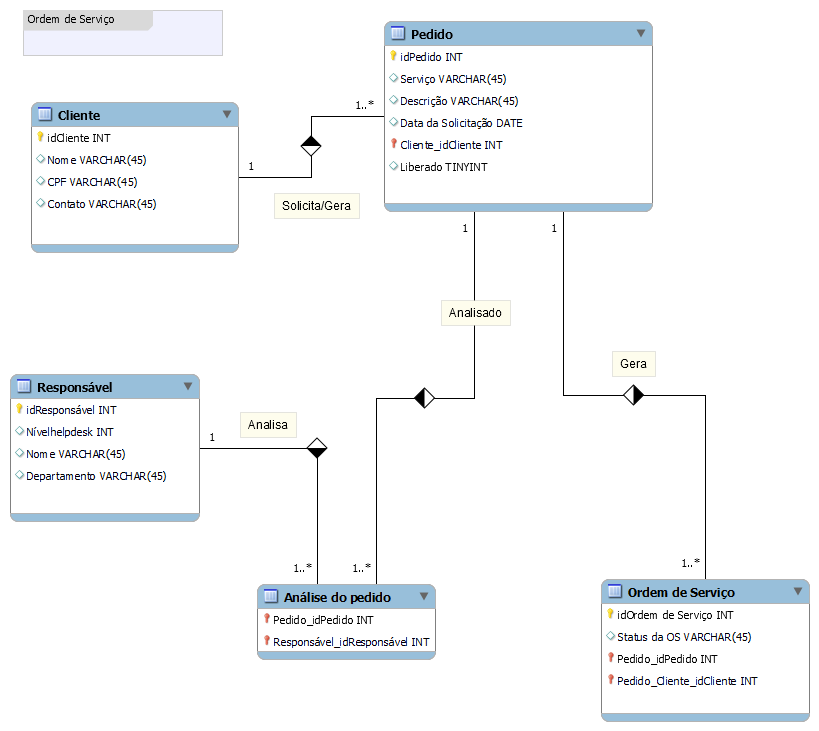 Ordem de Serviço
Pedido
idPedido INT
Serviço VARCHAR(45)
Descrição VARCHAR(45)
Data da Solicitação DATE
Cliente_idCliente INT
Liberado TINYINT
Cliente
idCliente INT
Nome VARCHAR(45)
CPF VARCHAR(45)
Contato VARCHAR(45)
1..*
1
Solicita/Gera
1
1
Analisado
Gera
Responsável
idResponsável INT
Nívelhelpdesk INT
Nome VARCHAR(45)
Departamento VARCHAR(45)
1
Analisa
1..*
1..*
1..*
Análise do pedido
Pedido_idPedido INT
Responsável_idResponsável INT
Ordem de Serviço
idOrdem de Serviço INT
Status da OS VARCHAR(45)
Pedido_idPedido INT
Pedido_Cliente_idCliente INT